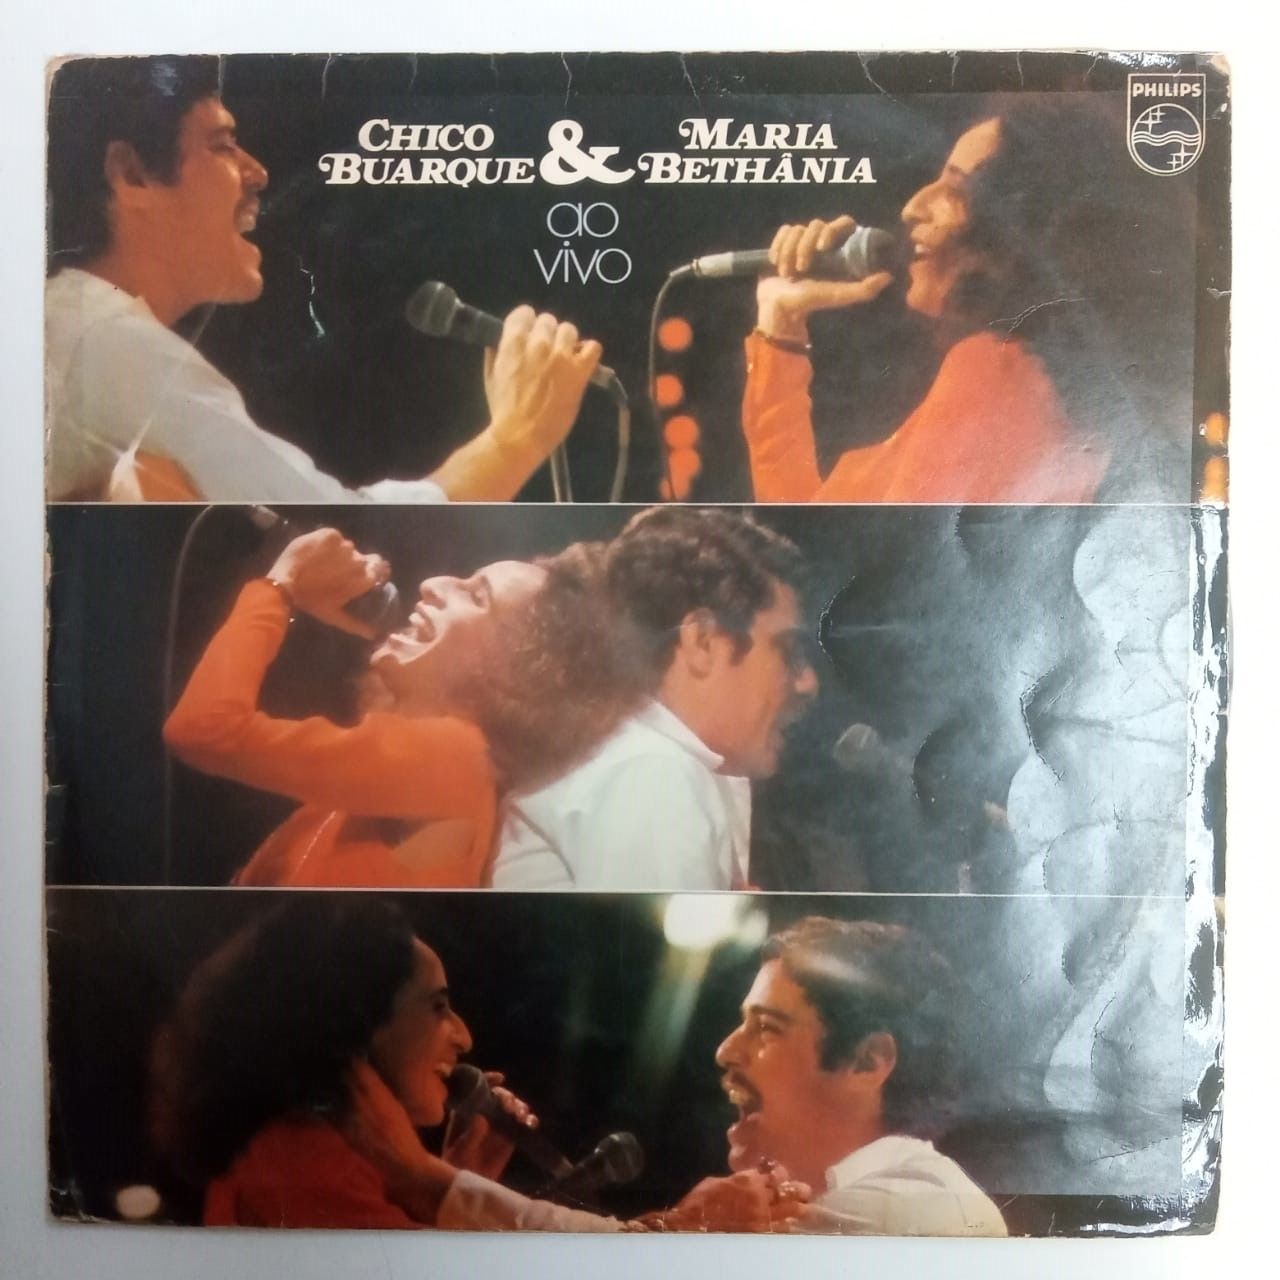 CHICO
BUARQUE
&
MARIA
BETHÂNIA
ao
vivo
PHILIPS